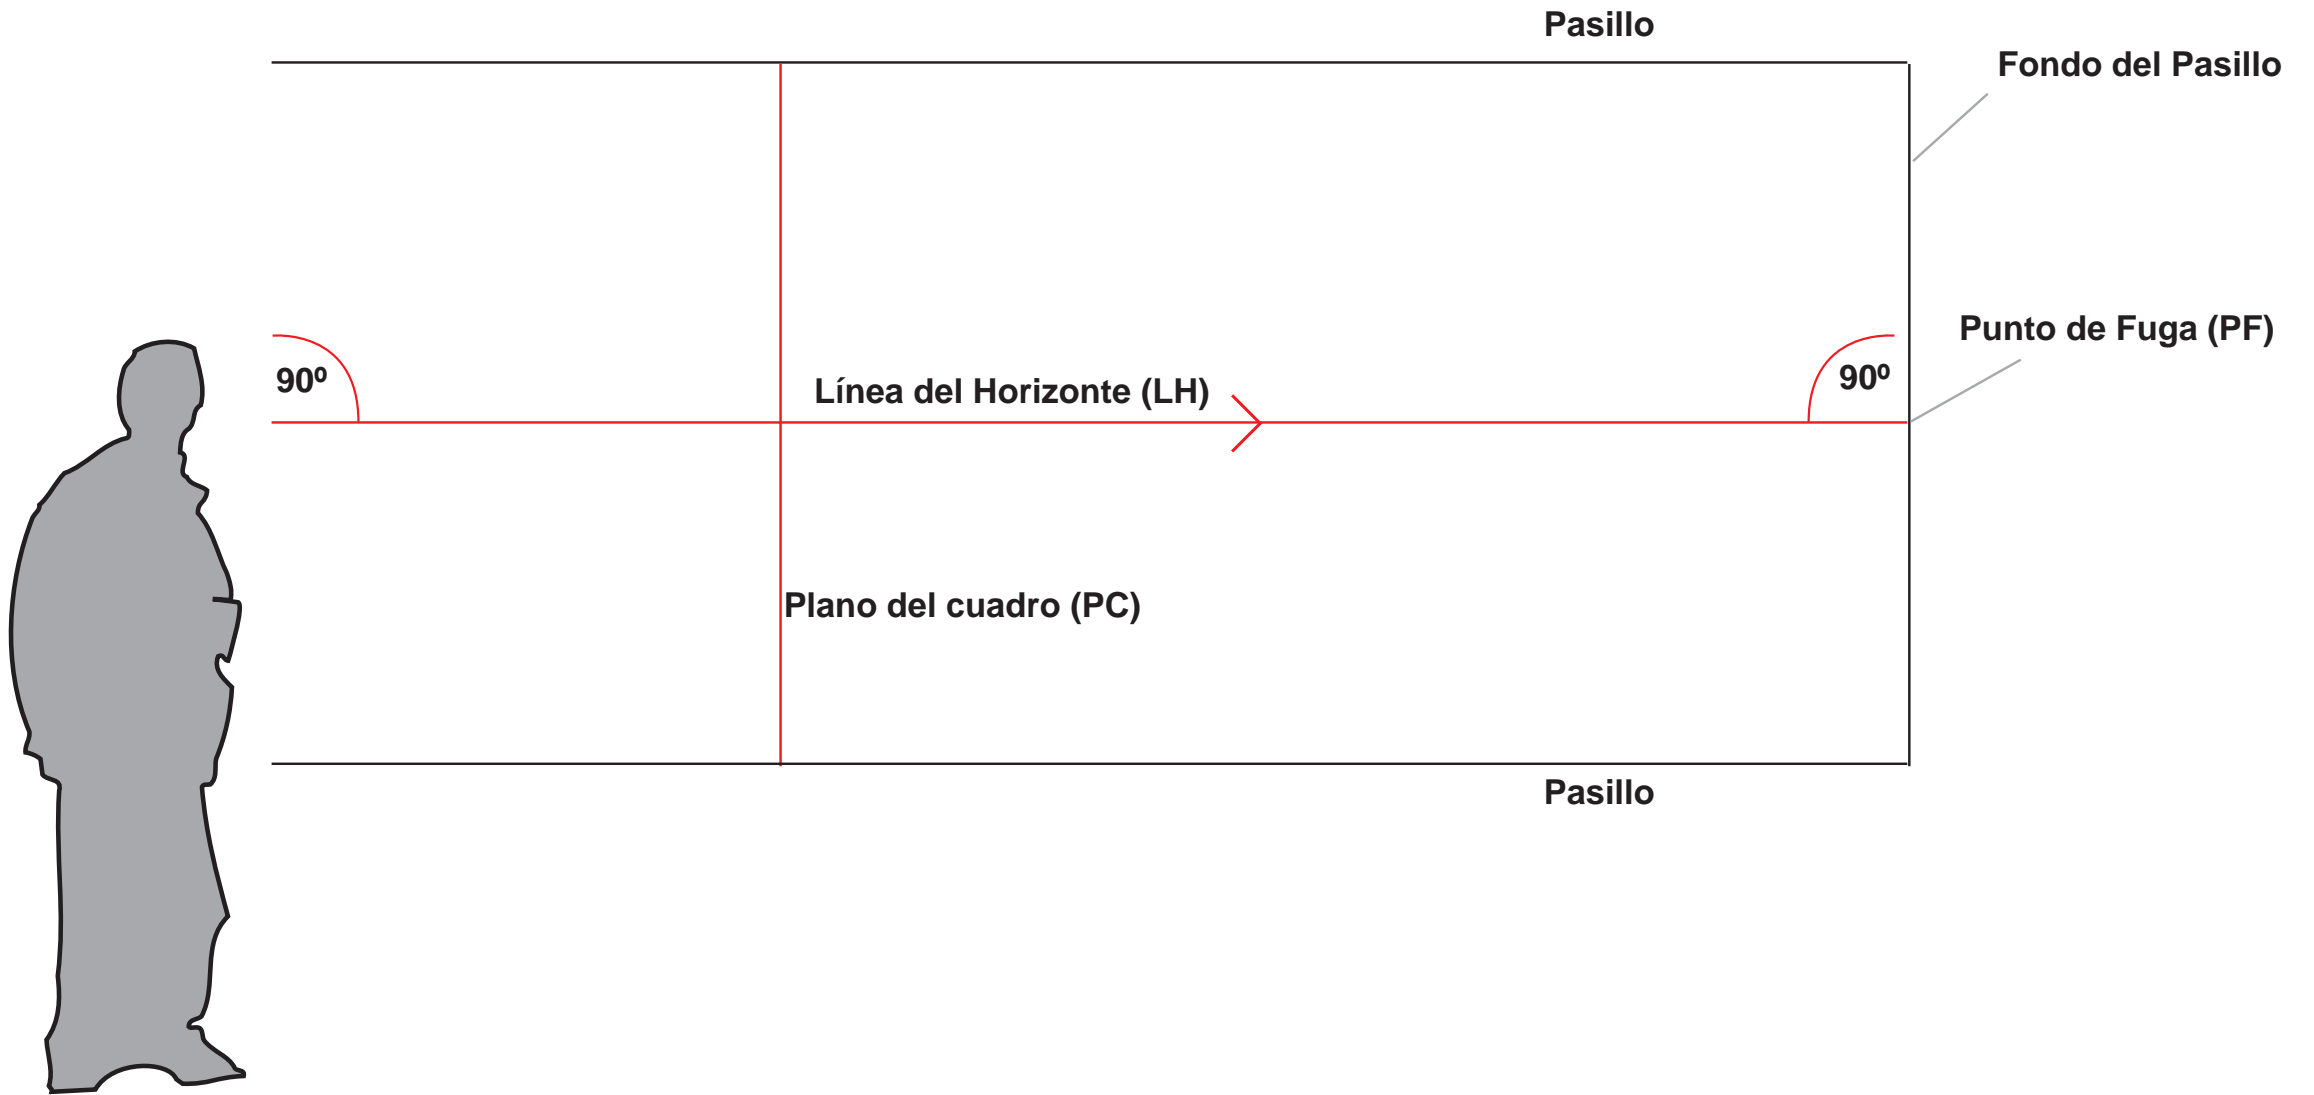 Pasillo
Fondo del Pasillo
Punto de Fuga (PF)
90º
Línea del Horizonte (LH)
90º
Plano del cuadro (PC)
Pasillo